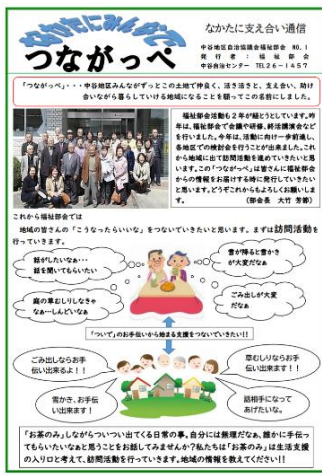 なかたにみんなで
つながっぺ
なかたに支え合い通信
中谷地区自治協議会福祉部会 NO.1
発行者:福祉部会
中谷自治センター TEL26-1457
「つながっぺ」・・・中谷地区みんながずっとこの土地で仲良く、活き活きと、支え合い、助け
合いながら暮らしていける地域になることを願ってこの名前にしました。
福祉部会活動も2年が経とうとしています。昨
年は、福祉部会で会議や研修、終活講演会など
を行いました。今年は、活動に向け一歩前進し、
各地区での検討会を行うことが出来ました。これ
から地域に出て訪問活動を進めていきたいと思
います。この「つながっぺ」は皆さんに福祉部会
からの情報をお届けする時に発行していきたい
と思います。どうぞこれからもよろしくお願いしま
す。 (部会長 大竹 芳郷)
これから福祉部会では
地域の皆さんの「こうなったらいいな」をつないでいきたいと思います。まずは訪問活動を
行っていきます。
話がしたいなぁ・・・
話を聞いてもらいたい
雪が降ると雪かき
が大変だなぁ
庭の草むしりしなきゃ
なぁ…しんどいなぁ
ごみ出しが大変
だなぁ
「ついで」のお手伝いから始まる支援をつないでいきたい!!
ごみ出しならお手
伝い出来るよ!!
草むしりならお手
伝い出来ます!!
雪かき、お手伝
い出来ます!
話相手になって
あげたいな。
「お茶のみ」しながらついつい出てくる日常の事。自分には無理だなぁ、誰かに手伝っ
てもらいたいなぁと思うことをお話してみませんか?私たちは「お茶のみ」は生活支援
の入り口と考えて、訪問活動を行っていきます。地域の情報を教えてください!!